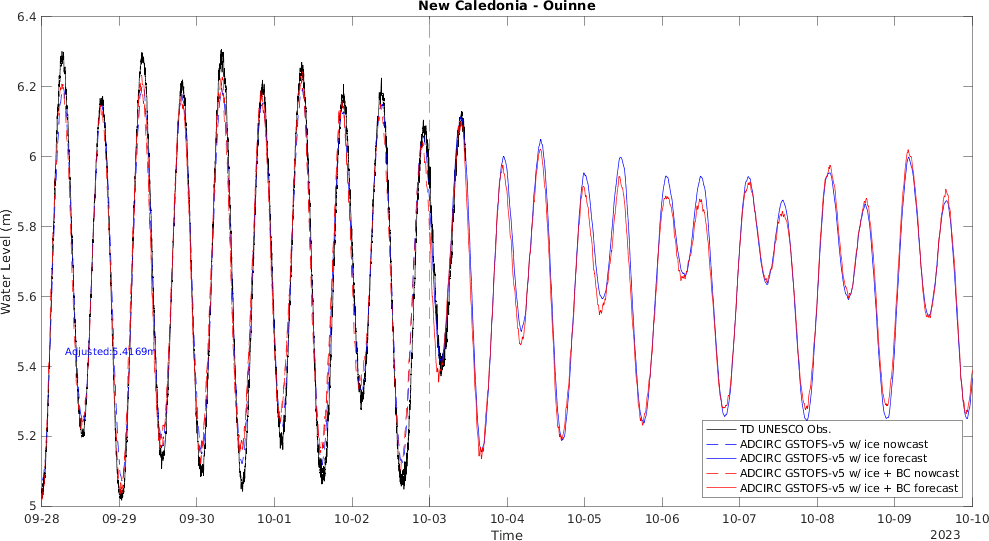 New Caledonia - Ouinne
6.4
6.2
6
5.8
5.6
5.4
5.2
5
Water Level (m)
Adjusted:5.4169m
TD UNESCO Obs.
ADCIRC GSTOFS-v5 w/ ice nowcast
ADCIRC GSTOFS-v5 w/ ice forecast
ADCIRC GSTOFS-v5 w/ ice + BC nowcast
ADCIRC GSTOFS-v5 w/ ice + BC forecast
09-28 09-29 09-30 10-01 10-02 10-03 10-04 10-05 10-06 10-07 10-08 10-09 10-10
Time
2023